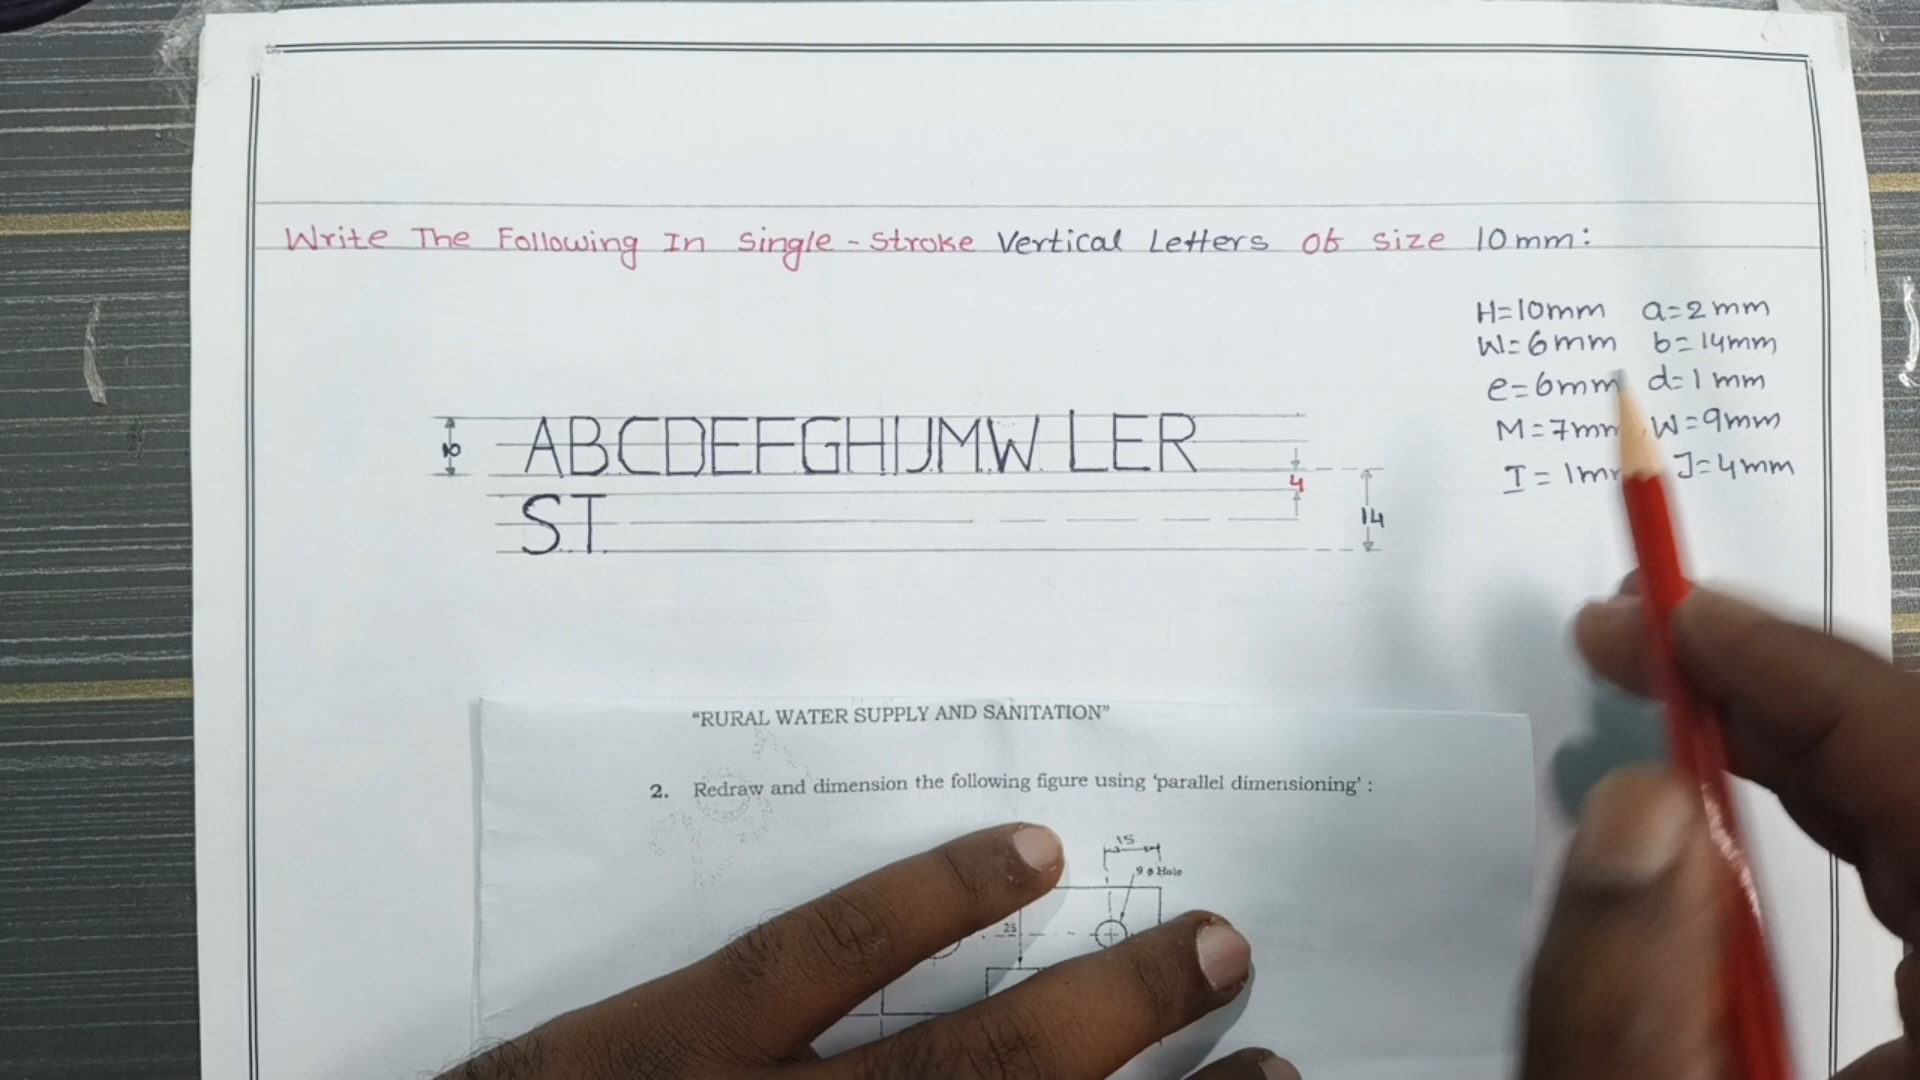 Write The Following In Single-Stroke Vertical Letters Of size 10mm:
H=10mm a=2mm
W=6mm b=14mm
e=6mm d=1mm
M=7mm W=9mm
I=1m J=4mm
10
ABCDEFGHIJMW LER
4
ST
14
“RURAL WATER SUPPLY AND SANITATION”
2. Redraw and dimension the following figure using ‘parallel dimensioning’ :
15
9 ø Hole
25